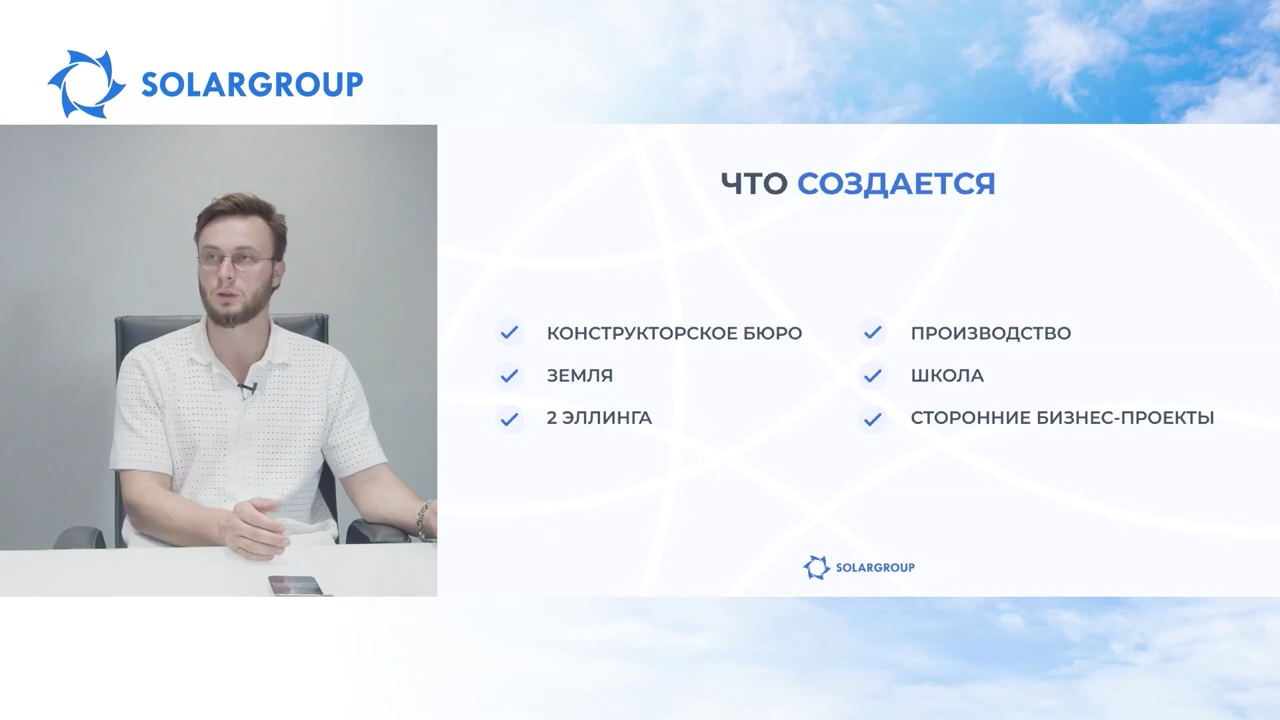 SOLARGROUP
ЧТО СОЗДАЕТСЯ
КОНСТРУКТОРСКОЕ БЮРО
ЗЕМЛЯ
2 ЭЛЛИНГА
ПРОИЗВОДСТВО
ШКОЛА
СТОРОННИЕ БИЗНЕС-ПРОЕКТЫ
SOLARGROUP